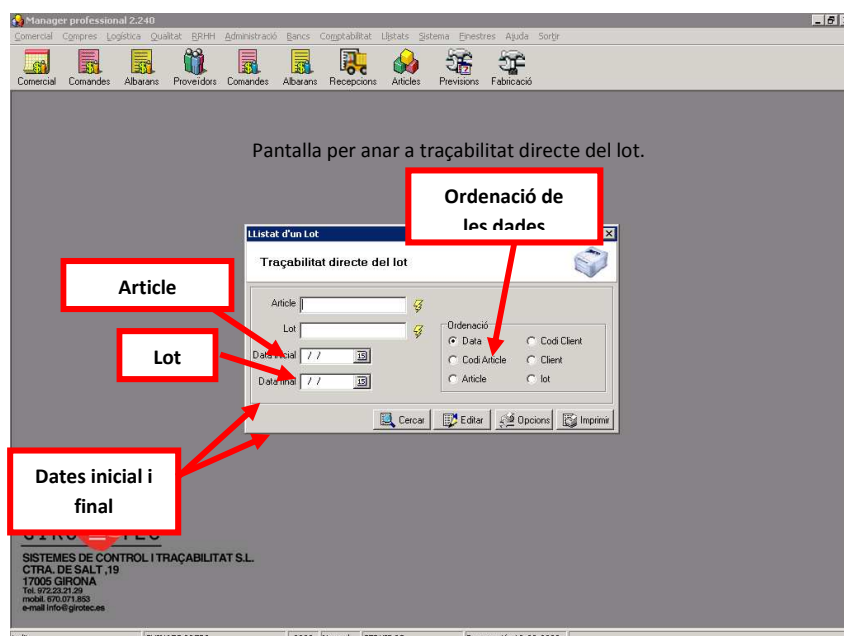 Manager professional 2.240
Comercial Compres Logística Qualitat RRHH Administració Bancs Comptabilitat Llistats Sistema Finestres Ajuda Sortir
Comercial Comandes Albarans Proveïdors Comandes Albarans Recepcions Articles Previsions Fabricació
Pantalla per anar a traçabilitat directe del lot.
Ordenació de
les dades
LListat d'un Lot
Traçabilitat directe del lot
Article
Article
Lot
Lot
Ordenació
Data
Codi Client
Data inicial / / 15
Codi Article
Client
Data final / / 15
Article
lot
Cercar Editar Opcions Imprimir
Dates inicial i
final
SISTEMES DE CONTROL I TRAÇABILITAT S.L.
CTRA. DE SALT ,19
17005 GIRONA
Tel. 972.23.21.29
mobil. 670.071.853
e-mail info@girotec.es